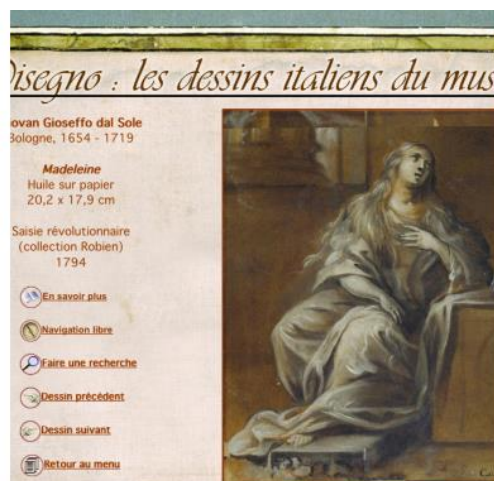 Disegno : les dessins italiens du mus
ovan Gioseffo dal Sole
Bologne, 1654 - 1719
Madeleine
Huile sur papier
20,2 x 17,9 cm
Saisie révolutionnaire
(collection Robien)
1794
En savoir plus
Navigation libre
Faire une recherche
Dessin précédent
Dessin suivant
Retour au menu